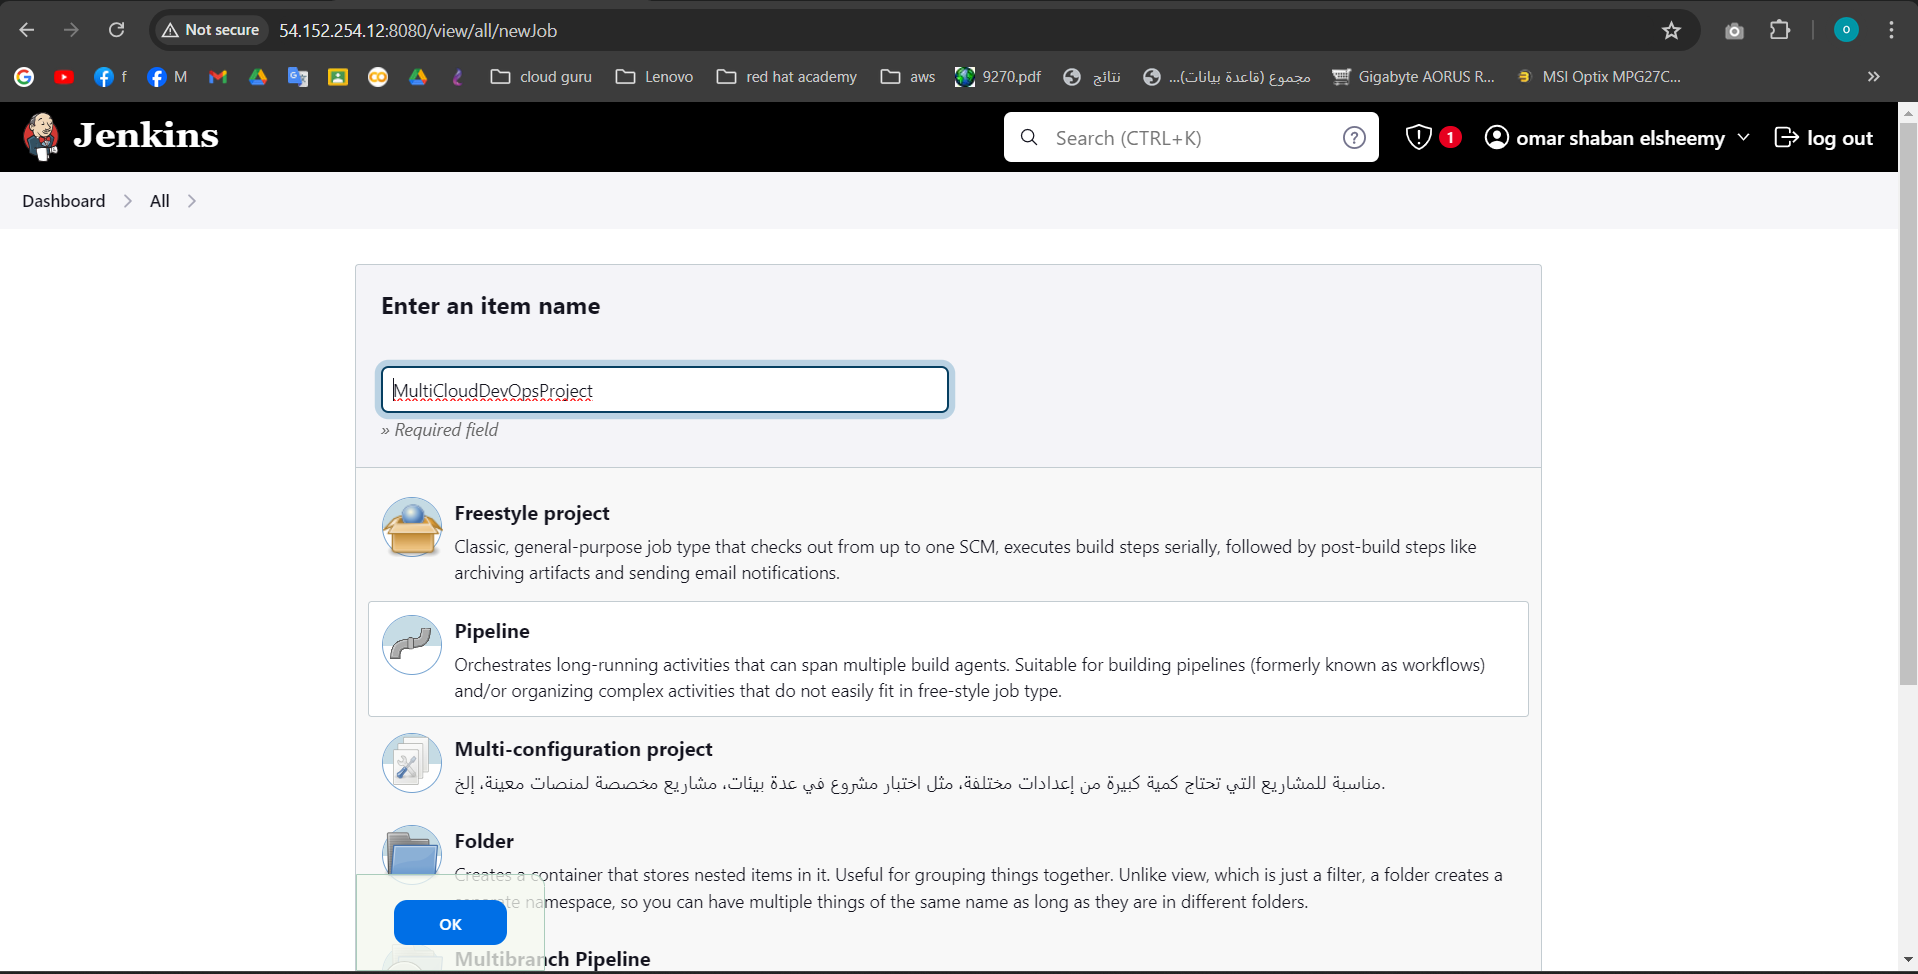 Not secure
54.152.254.12:8080/view/all/newJob
f
M
cloud guru
Lenovo
red hat academy
aws
9270.pdf
نتائج
مجموع (قاعدة بيانات)...
Gigabyte AORUS R...
MSI Optix MPG27C...
Jenkins
Search (CTRL+K)
1
omar shaban elsheemy
log out
Dashboard
All
Enter an item name
MultiCloudDevOpsProject
» Required field
Freestyle project
Classic, general-purpose job type that checks out from up to one SCM, executes build steps serially, followed by post-build steps like
archiving artifacts and sending email notifications.
Pipeline
Orchestrates long-running activities that can span multiple build agents. Suitable for building pipelines (formerly known as workflows)
and/or organizing complex activities that do not easily fit in free-style job type.
Multi-configuration project
مناسبة للمشاريع التي تحتاج كمية كبيرة من إعدادات مختلفة، مثل اختبار مشروع في عدة بيئات، مشاريع مخصصة لمنصات معينة، إلخ.
Folder
Creates a container that stores nested items in it. Useful for grouping things together. Unlike view, which is just a filter, a folder creates a
separate namespace, so you can have multiple things of the same name as long as they are in different folders.
OK
Multibranch Pipeline